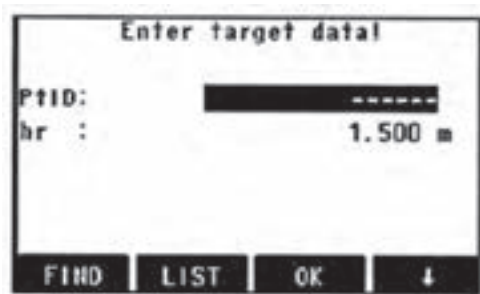 Enter target data!
PtID: ------
hr : 1.500 m
FIND LIST OK ↓